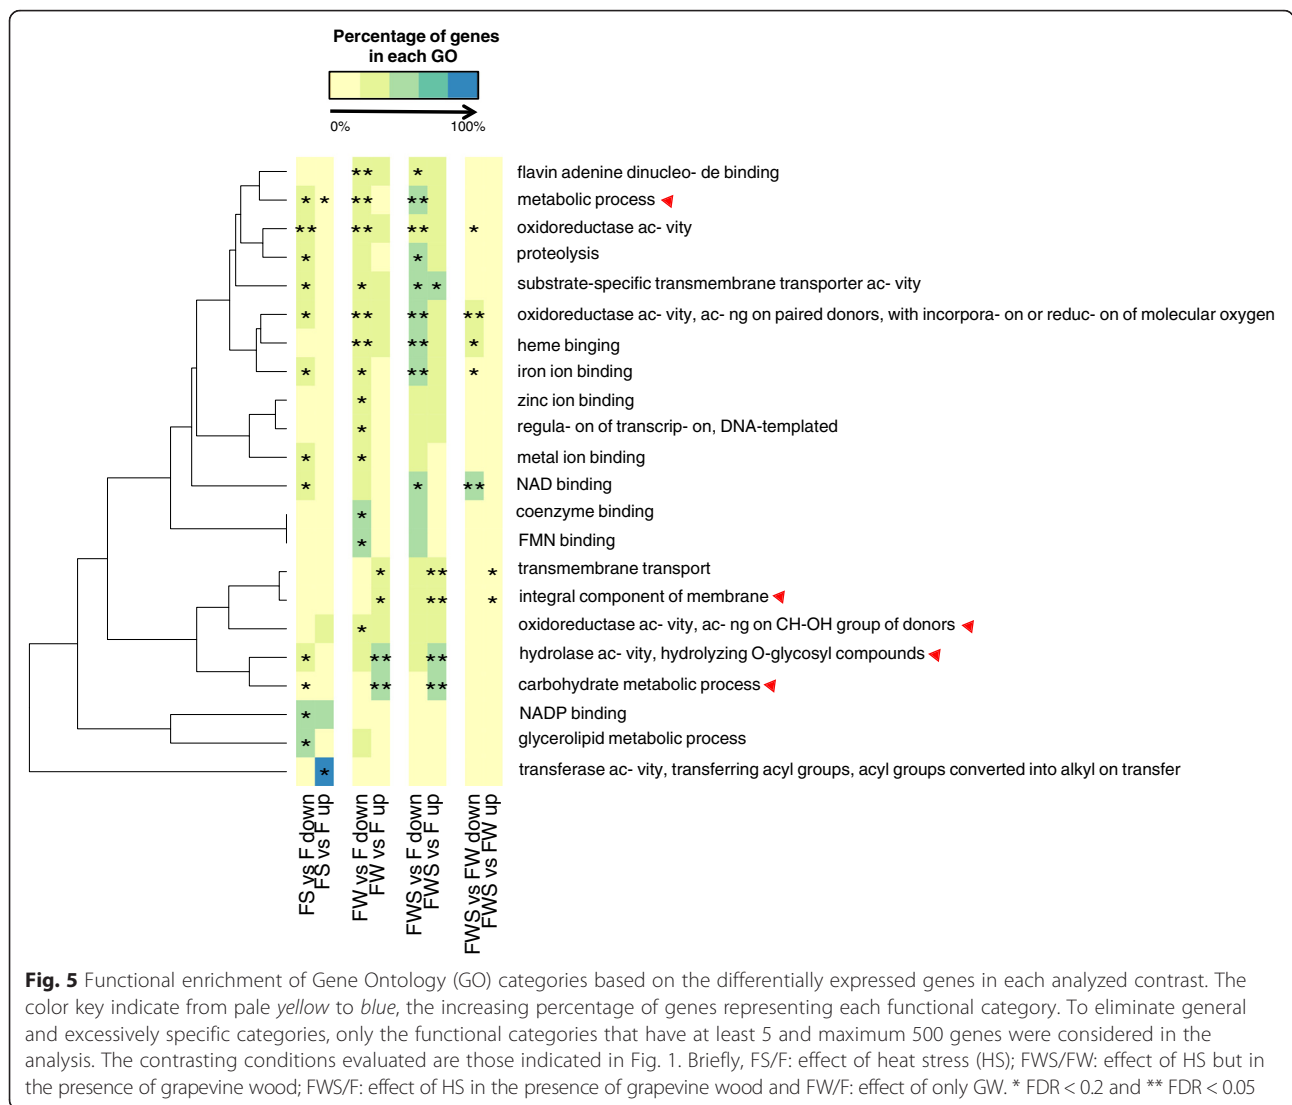 Percentage of genes
in each GO
0% 100%
** * flavin adenine dinucleo- de binding
* * ** ** metabolic process
** ** ** * oxidoreductase ac- vity
* * proteolysis
* * * * substrate-specific transmembrane transporter ac- vity
* ** ** ** oxidoreductase ac- vity, ac- ng on paired donors, with incorpora- on or reduc- on of molecular oxygen
** ** * heme binging
* * ** * iron ion binding
* zinc ion binding
* regula- on of transcrip- on, DNA-templated
* * metal ion binding
* * ** NAD binding
* coenzyme binding
* FMN binding
* ** * transmembrane transport
* ** * integral component of membrane
* oxidoreductase ac- vity, ac- ng on CH-OH group of donors
* ** ** hydrolase ac- vity, hydrolyzing O-glycosyl compounds
* ** ** carbohydrate metabolic process
* NADP binding
* glycerolipid metabolic process
* transferase ac- vity, transferring acyl groups, acyl groups converted into alkyl on transfer
FS vs F down
FS vs F up
FW vs F down
FW vs F up
FWS vs F down
FWS vs F up
FWS vs FW down
FWS vs FW up
Fig. 5 Functional enrichment of Gene Ontology (GO) categories based on the differentially expressed genes in each analyzed contrast. The
color key indicate from pale yellow to blue, the increasing percentage of genes representing each functional category. To eliminate general
and excessively specific categories, only the functional categories that have at least 5 and maximum 500 genes were considered in the
analysis. The contrasting conditions evaluated are those indicated in Fig. 1. Briefly, FS/F: effect of heat stress (HS); FWS/FW: effect of HS but in
the presence of grapevine wood; FWS/F: effect of HS in the presence of grapevine wood and FW/F: effect of only GW. * FDR < 0.2 and ** FDR < 0.05